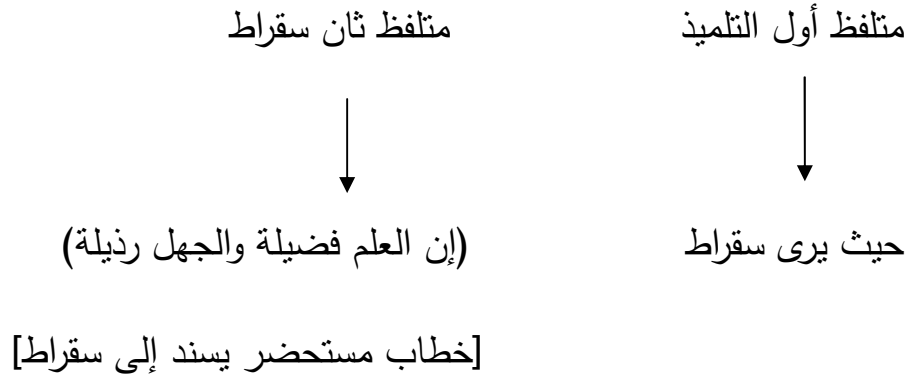 متلفظ أول التلميذ متلفظ ثان سقراط
حيث يرى سقراط (إن العلم فضيلة والجهل رذيلة)
[خطاب مستحضر يسند إلى سقراط]